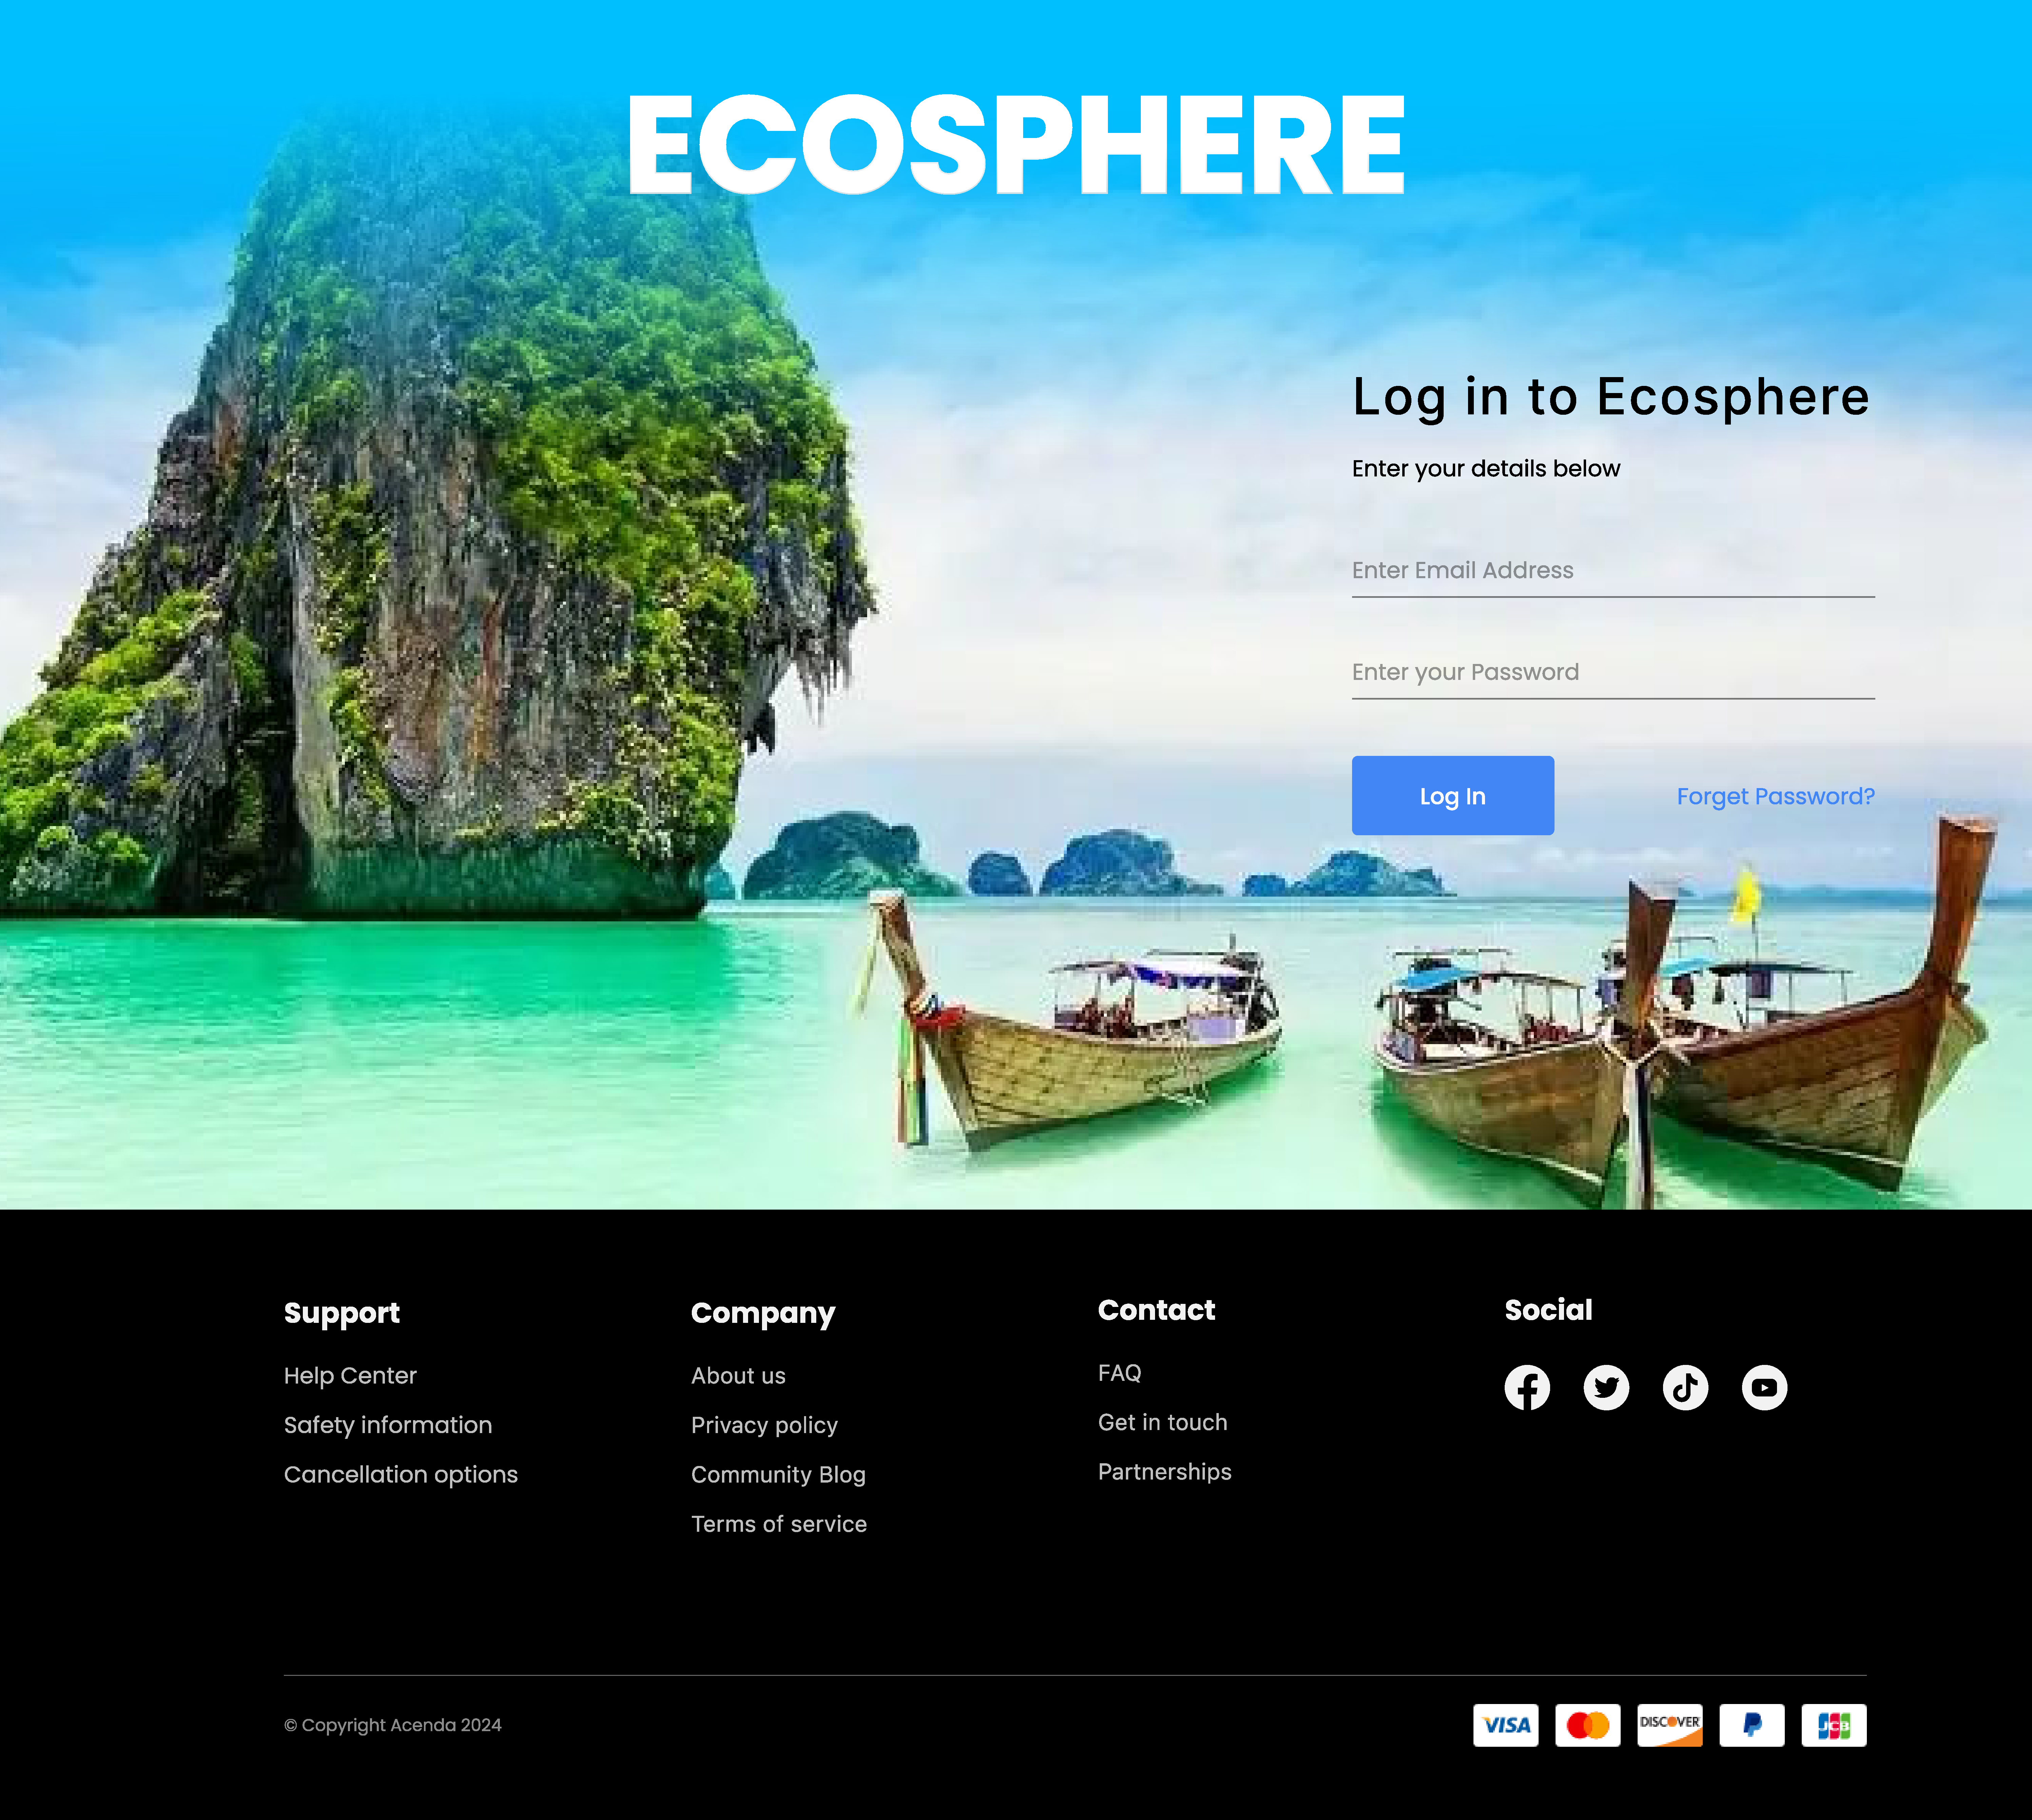 ECOSPHERE
Log in to Ecosphere
Enter your details below
Enter Email Address
Enter your Password
Log In
Forget Password?
Support
Help Center
Safety information
Cancellation options
Company
About us
Privacy policy
Community Blog
Terms of service
Contact
FAQ
Get in touch
Partnerships
Social
© Copyright Acenda 2024
VISA
DISCOVER
JCB